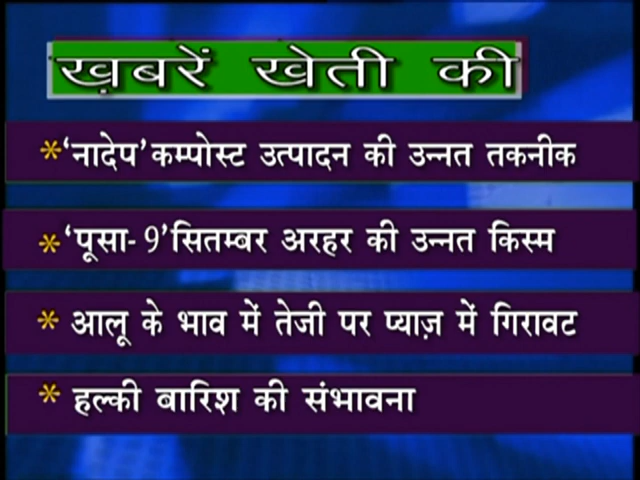 ख़बरें खेती की
*'नादेप' कम्पोस्ट उत्पादन की उन्नत तकनीक
*'पूसा- 9' सितम्बर अरहर की उन्नत किस्म
* आलू के भाव में तेजी पर प्याज़ में गिरावट
* हल्की बारिश की संभावना